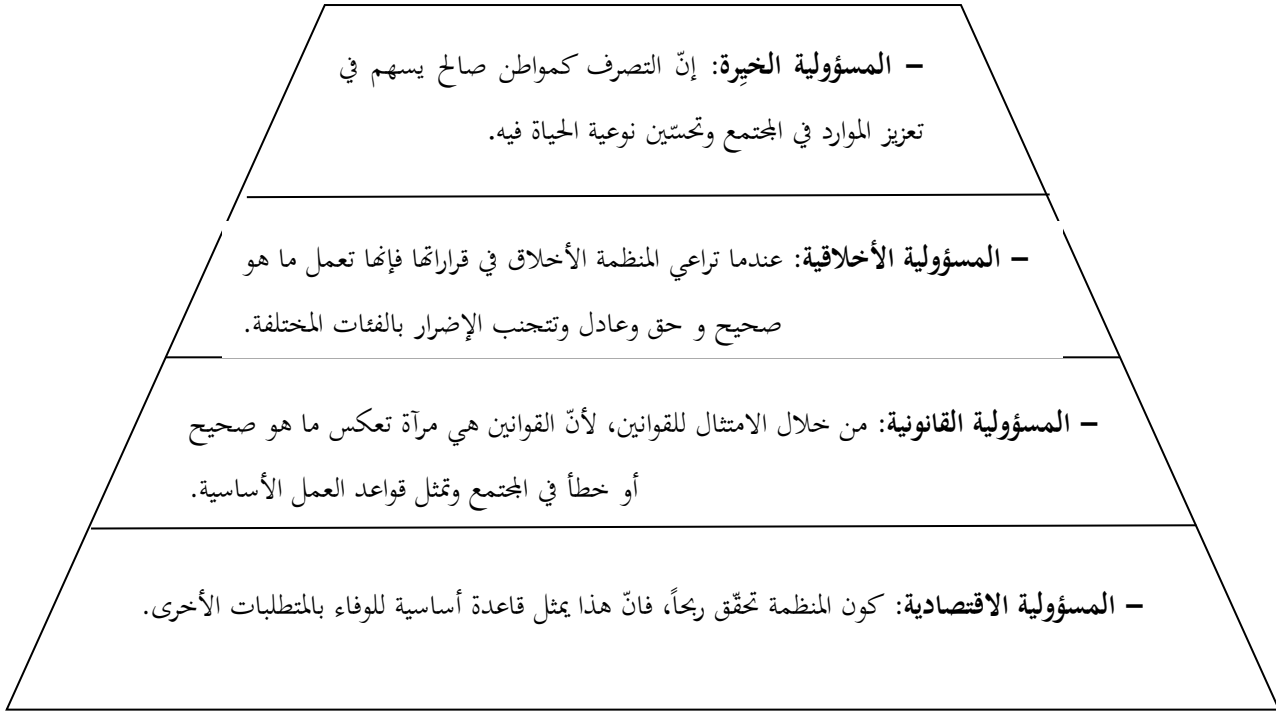 – المسؤولية الخيِرة: إنّ التصرف كمواطن صالح يسهم في
تعزيز الموارد في المجتمع وتحسّين نوعية الحياة فيه.
– المسؤولية الأخلاقية: عندما تراعي المنظمة الأخلاق في قراراتها فإنها تعمل ما هو
صحيح و حق وعادل وتتجنب الإضرار بالفئات المختلفة.
– المسؤولية القانونية: من خلال الامتثال للقوانين، لأنّ القوانين هي مرآة تعكس ما هو صحيح
أو خطأ في المجتمع وتمثل قواعد العمل الأساسية.
– المسؤولية الاقتصادية: كون المنظمة تحقّق ربحاً، فانّ هذا يمثل قاعدة أساسية للوفاء بالمتطلبات الأخرى.